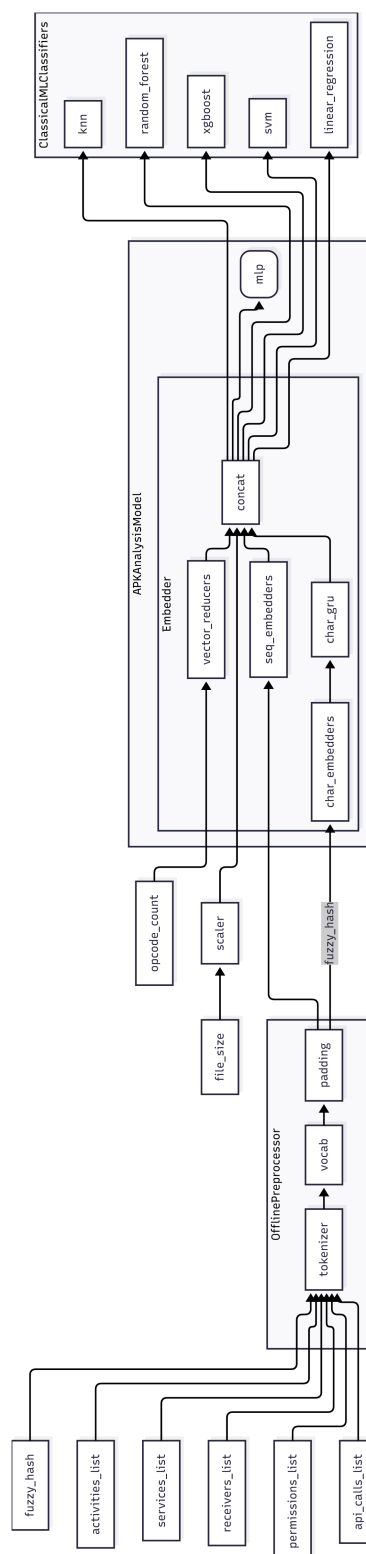 ClassicalMLClassifiers
knn
random_forest
xgboost
svm
linear_regression
mlp
APKAnalysisModel
Embedder
concat
vector_reducers
seq_embedders
char_gru
char_embedders
opcode_count
scaler
fuzzy_hash
file_size
OfflinePreprocessor
padding
vocab
tokenizer
fuzzy_hash
activities_list
services_list
receivers_list
permissions_list
api_calls_list